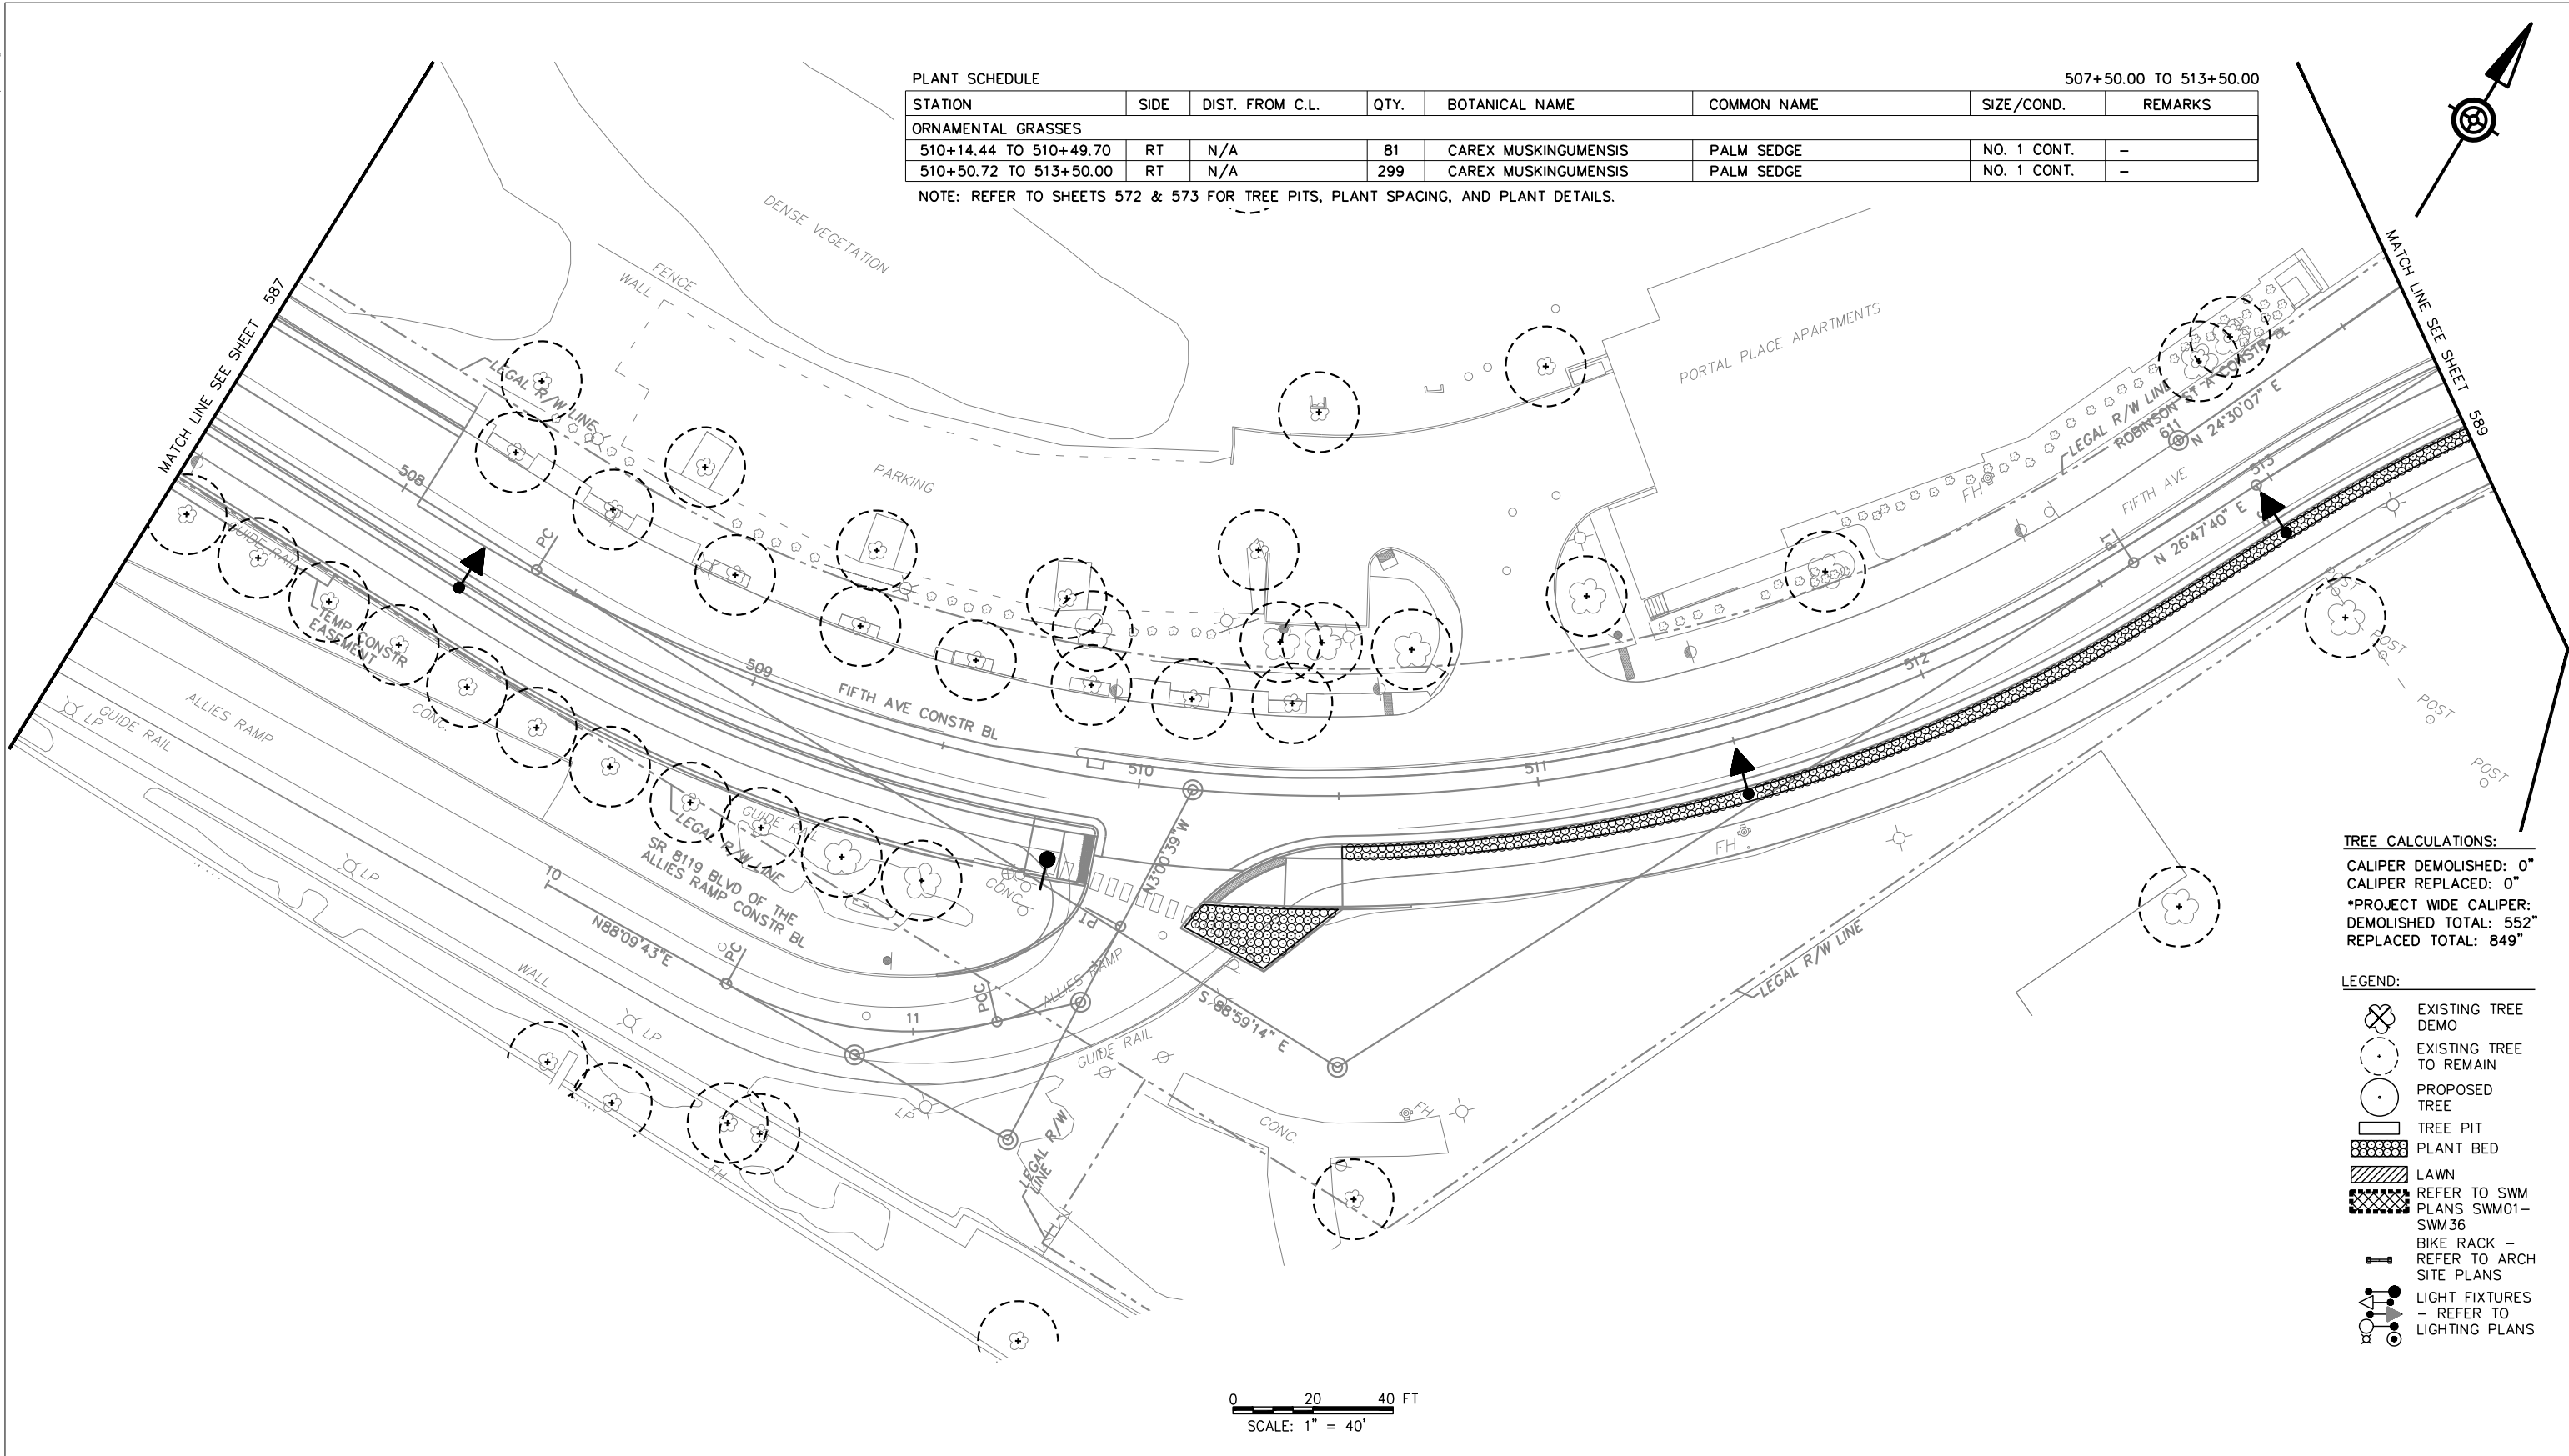 PLANT SCHEDULE 507+50.00 TO 513+50.00
STATION SIDE DIST. FROM C.L. QTY. BOTANICAL NAME COMMON NAME SIZE/COND. REMARKS
ORNAMENTAL GRASSES
510+14.44 TO 510+49.70 RT N/A 81 CAREX MUSKINGUMENSIS PALM SEDGE NO. 1 CONT. –
510+50.72 TO 513+50.00 RT N/A 299 CAREX MUSKINGUMENSIS PALM SEDGE NO. 1 CONT. –
NOTE: REFER TO SHEETS 572 & 573 FOR TREE PITS, PLANT SPACING, AND PLANT DETAILS.
MATCH LINE SEE SHEET 587
MATCH LINE SEE SHEET 589
DENSE VEGETATION
FENCE
WALL
LEGAL R/W LINE
PARKING
PORTAL PLACE APARTMENTS
LEGAL R/W LINE
ROBINSON ST-A CONSTR BL
611
N 24°30'07" E
FH
FIFTH AVE
513
N 26°47'40" E
PT
508
PC
GUIDE RAIL
TEMP CONSTR
EASEMENT
509
FIFTH AVE CONSTR BL
510
511
512
POST
POST
POST
POST
LP
GUIDE RAIL
ALLIES RAMP
CONC.
LEGAL R/W LINE
GUIDE RAIL
SR 8119 BLVD OF THE
ALLIES RAMP CONSTR BL
CONC.
N3°00'39"W
PT
FH
LP
10
N88°09'43"E
PC
PCC
11
ALLIES RAMP
S 88°59'14" E
LEGAL R/W LINE
WALL
LP
GUIDE RAIL
LP
LEGAL R/W
LINE
CONC.
FH
FH
TREE CALCULATIONS:
CALIPER DEMOLISHED: 0"
CALIPER REPLACED: 0"
*PROJECT WIDE CALIPER:
DEMOLISHED TOTAL: 552"
REPLACED TOTAL: 849"
LEGEND:
EXISTING TREE
DEMO
EXISTING TREE
TO REMAIN
PROPOSED
TREE
TREE PIT
PLANT BED
LAWN
REFER TO SWM
PLANS SWM01-
SWM36
BIKE RACK –
REFER TO ARCH
SITE PLANS
LIGHT FIXTURES
– REFER TO
LIGHTING PLANS
0 20 40 FT
SCALE: 1" = 40'